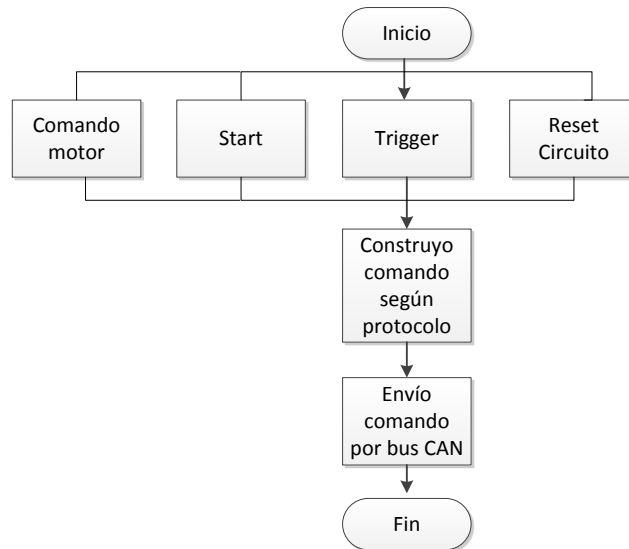 Inicio
Comando
motor
Start
Trigger
Reset
Circuito
Construyo
comando
según
protocolo
Envío
comando
por bus CAN
Fin